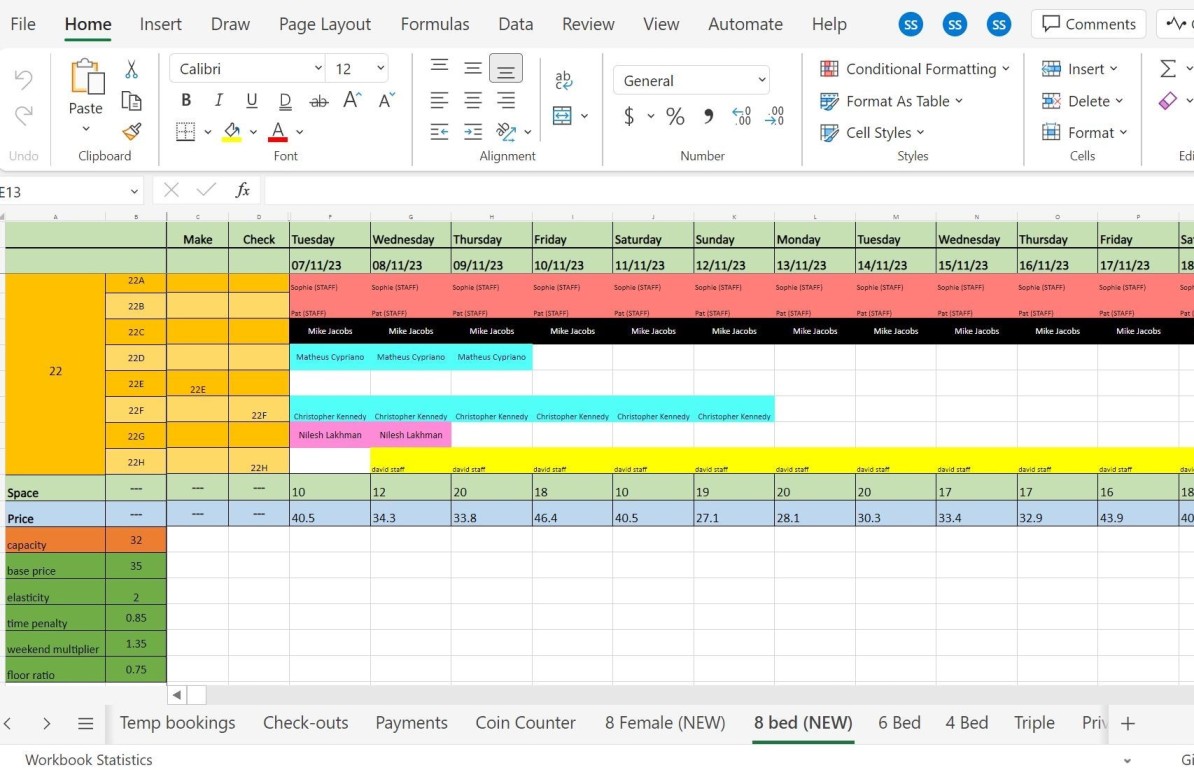 File Home Insert Draw Page Layout Formulas Data Review View Automate Help SS SS SS Comments
Calibri 12 ab General Conditional Formatting Insert Σ
Paste B I U D ab A A $ % , .00 .00 Format As Table Delete
A Cell Styles Format
Undo Clipboard Font Alignment Number Styles Cells Edi
E13 fx
A B C D F G H I J K L M N O P
Make Check Tuesday Wednesday Thursday Friday Saturday Sunday Monday Tuesday Wednesday Thursday Friday Sa
07/11/23 08/11/23 09/11/23 10/11/23 11/11/23 12/11/23 13/11/23 14/11/23 15/11/23 16/11/23 17/11/23 18
22A Sophie (STAFF) Sophie (STAFF) Sophie (STAFF) Sophie (STAFF) Sophie (STAFF) Sophie (STAFF) Sophie (STAFF) Sophie (STAFF) Sophie (STAFF) Sophie (STAFF) Sophie (STAFF)
22B Pat (STAFF) Pat (STAFF) Pat (STAFF) Pat (STAFF) Pat (STAFF) Pat (STAFF) Pat (STAFF) Pat (STAFF) Pat (STAFF) Pat (STAFF) Pat (STAFF)
22C Mike Jacobs Mike Jacobs Mike Jacobs Mike Jacobs Mike Jacobs Mike Jacobs Mike Jacobs Mike Jacobs Mike Jacobs Mike Jacobs Mike Jacobs
22D Matheus Cypriano Matheus Cypriano Matheus Cypriano
22
22E 22E
22F 22F Christopher Kennedy Christopher Kennedy Christopher Kennedy Christopher Kennedy Christopher Kennedy Christopher Kennedy
22G Nilesh Lakhman Nilesh Lakhman
22H 22H david staff david staff david staff david staff david staff david staff david staff david staff david staff david staff davi
Space --- --- --- 10 12 20 18 10 19 20 20 17 17 16 18
Price --- --- --- 40.5 34.3 33.8 46.4 40.5 27.1 28.1 30.3 33.4 32.9 43.9 40
capacity 32
base price 35
elasticity 2
time penalty 0.85
weekend multiplier 1.35
floor ratio 0.75
Temp bookings Check-outs Payments Coin Counter 8 Female (NEW) 8 bed (NEW) 6 Bed 4 Bed Triple Priv
Workbook Statistics Gi